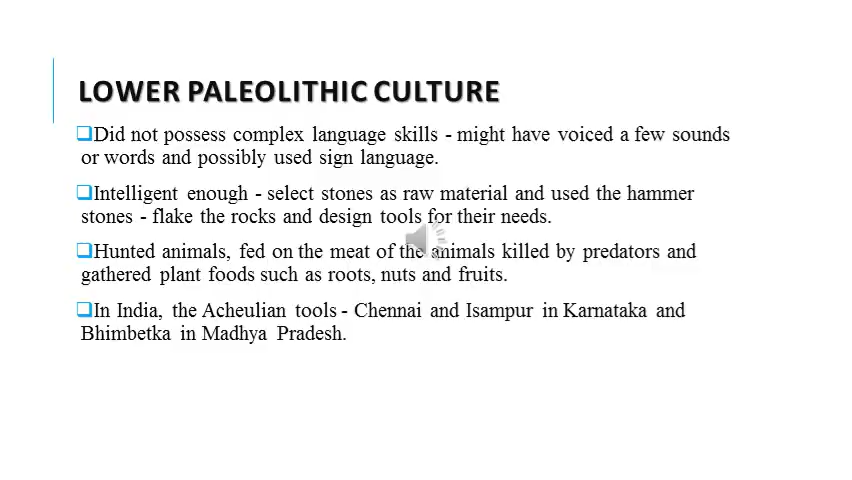 LOWER PALEOLITHIC CULTURE
Did not possess complex language skills - might have voiced a few sounds
or words and possibly used sign language.
Intelligent enough - select stones as raw material and used the hammer
stones - flake the rocks and design tools for their needs.
Hunted animals, fed on the meat of the animals killed by predators and
gathered plant foods such as roots, nuts and fruits.
In India, the Acheulian tools - Chennai and Isampur in Karnataka and
Bhimbetka in Madhya Pradesh.